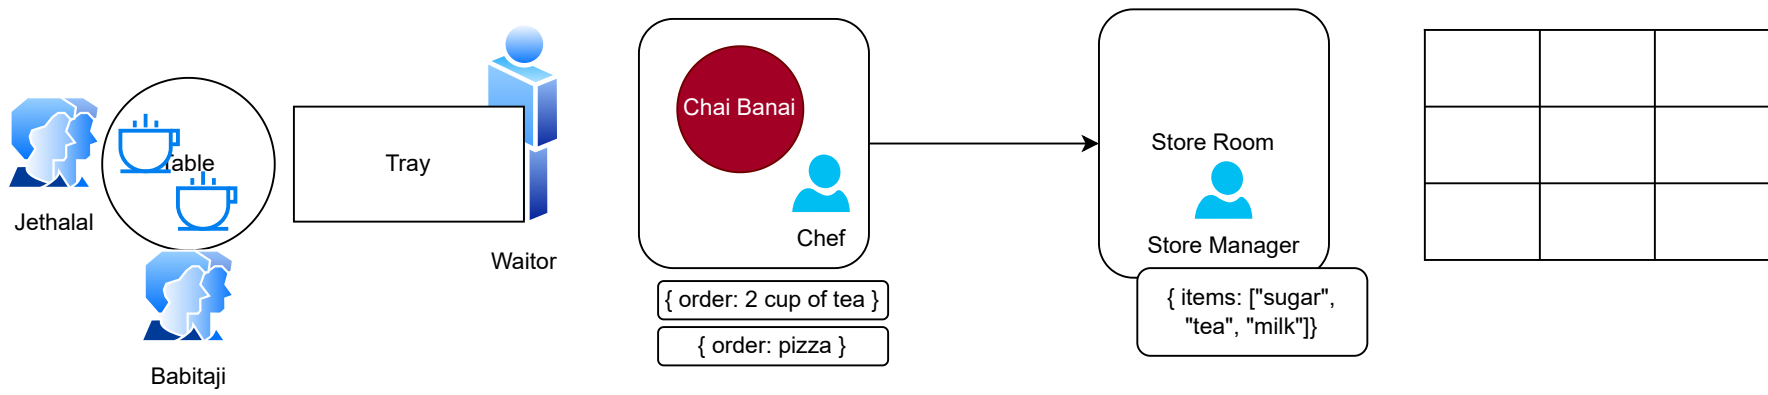 Jethalal
Table
Babitaji
Tray
Waitor
Chai Banai
Chef
{ order: 2 cup of tea }
{ order: pizza }
Store Room
Store Manager
{ items: ["sugar",
"tea", "milk"]}